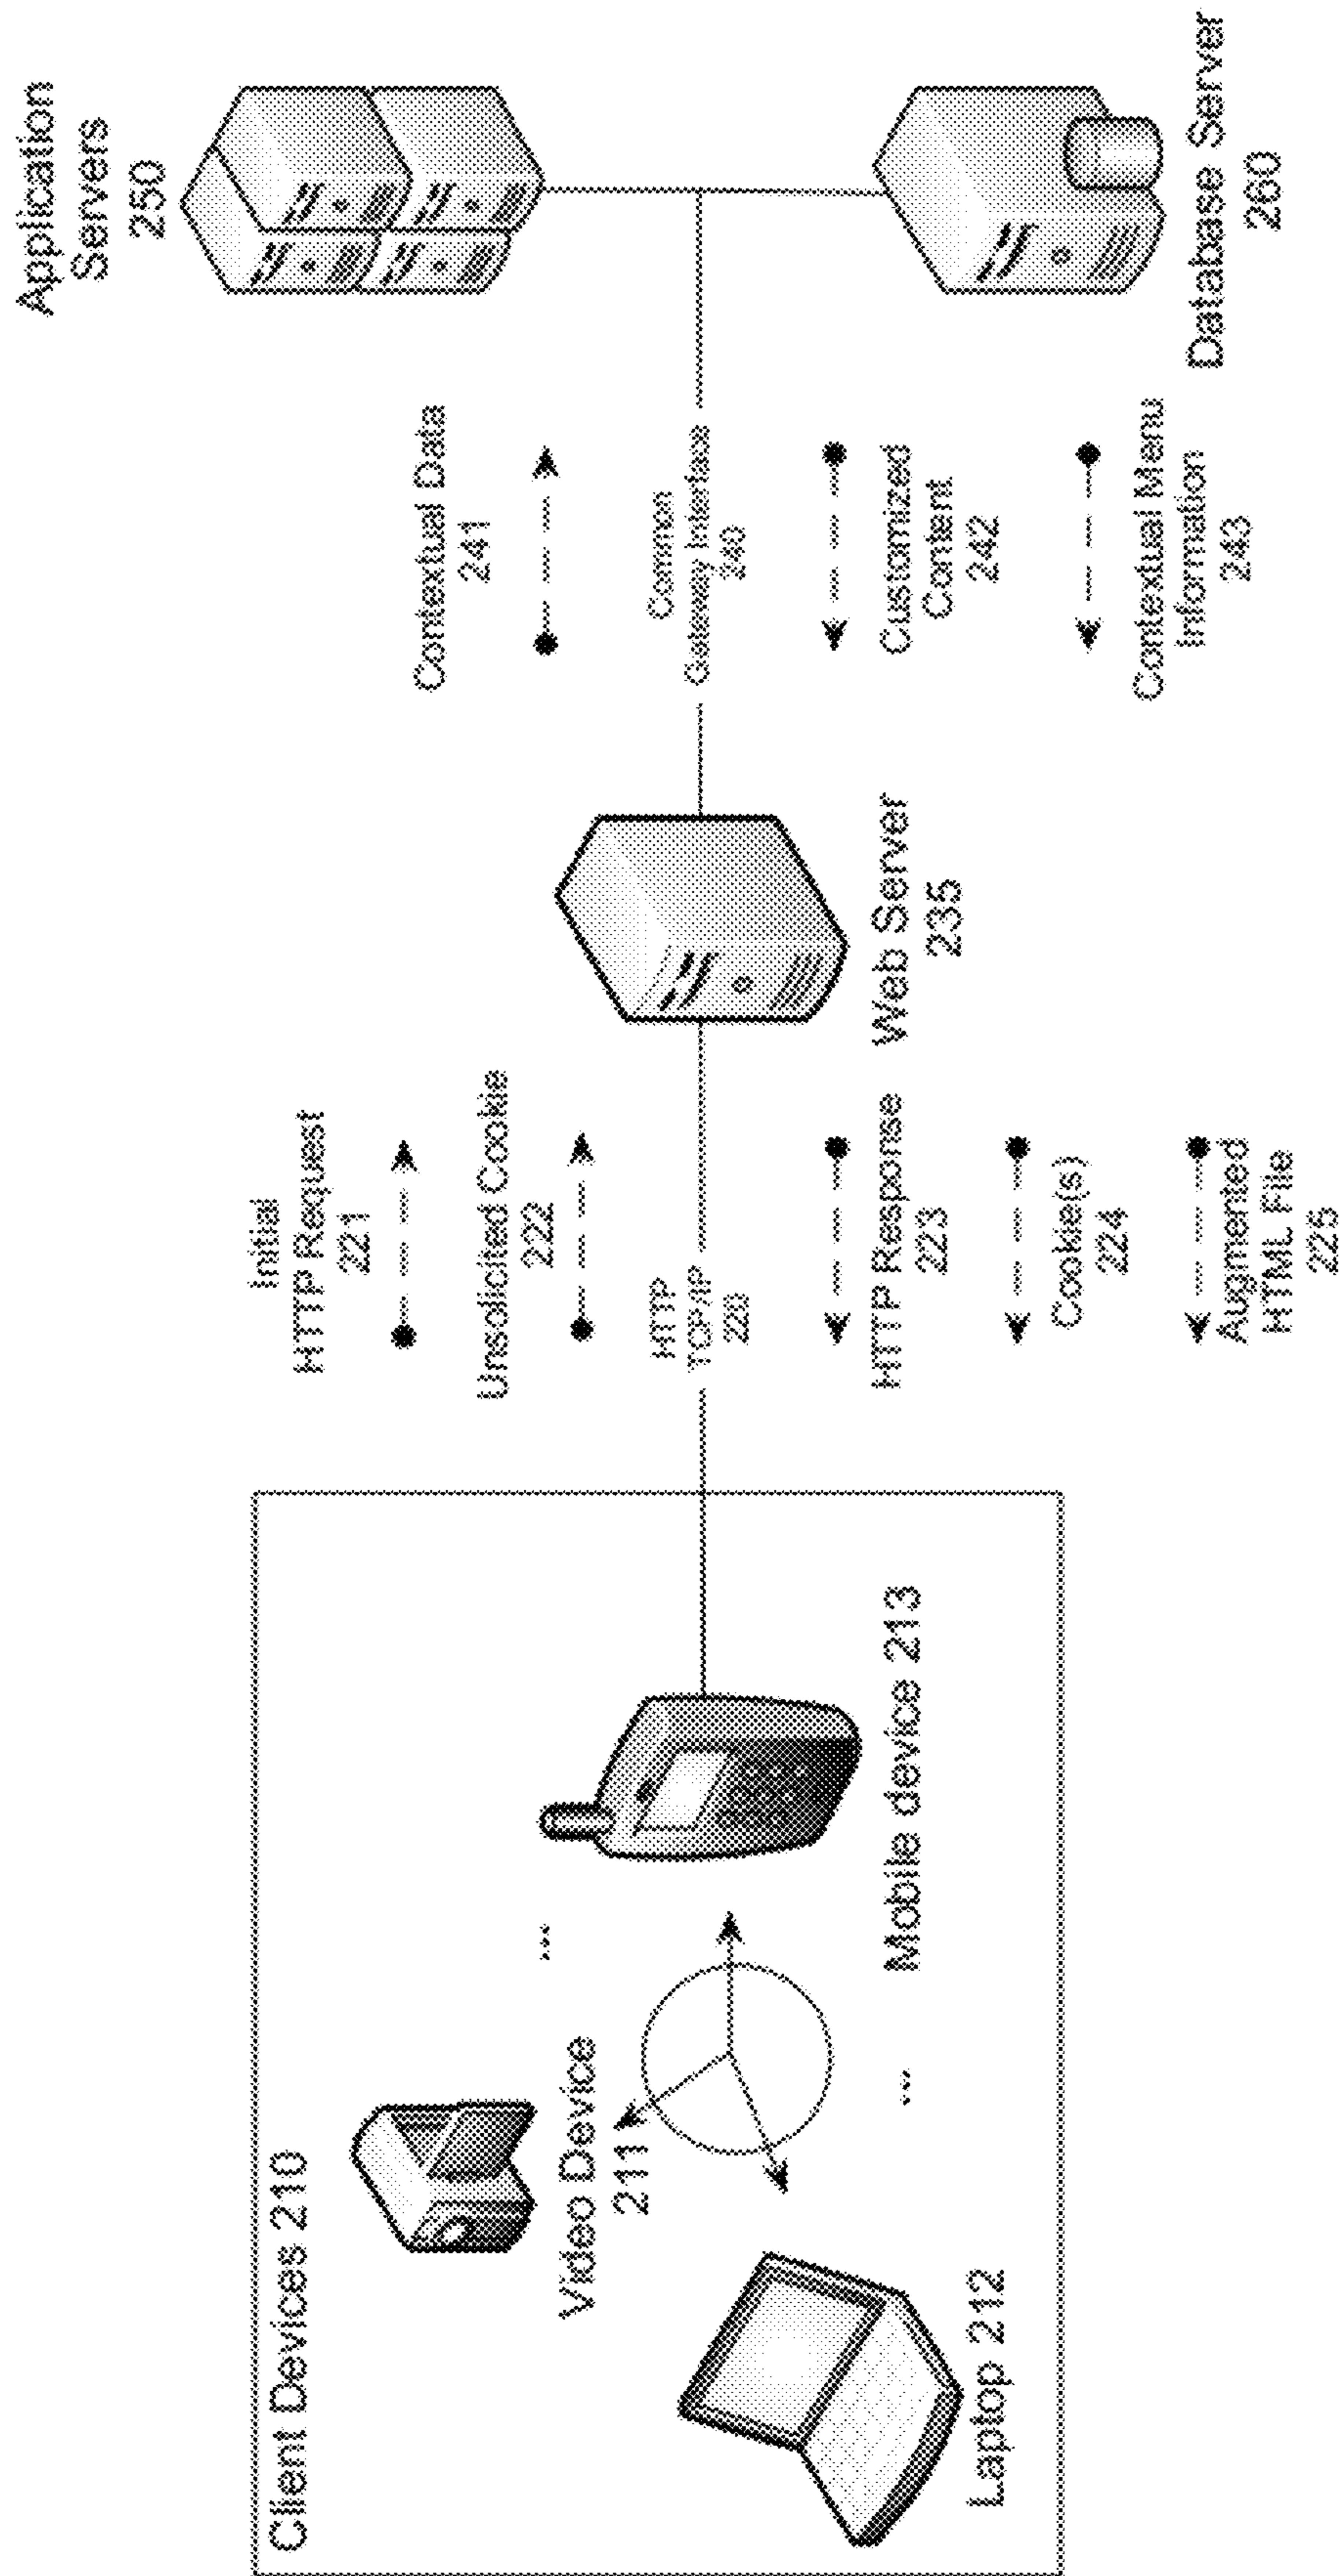 Client Devices 210
Video Device
211
Laptop 212
Mobile device 213
...
...
Initial
HTTP Request
221
Unsolicited Cookie
222
HTTP
TCP/IP
220
HTTP Response
223
Cookie(s)
224
Augmented
HTML File
225
Web Server
235
Contextual Data
241
Common
Gateway Interface
240
Customized
Content
242
Contextual Menu
Information
243
Application
Servers
250
Database Server
260